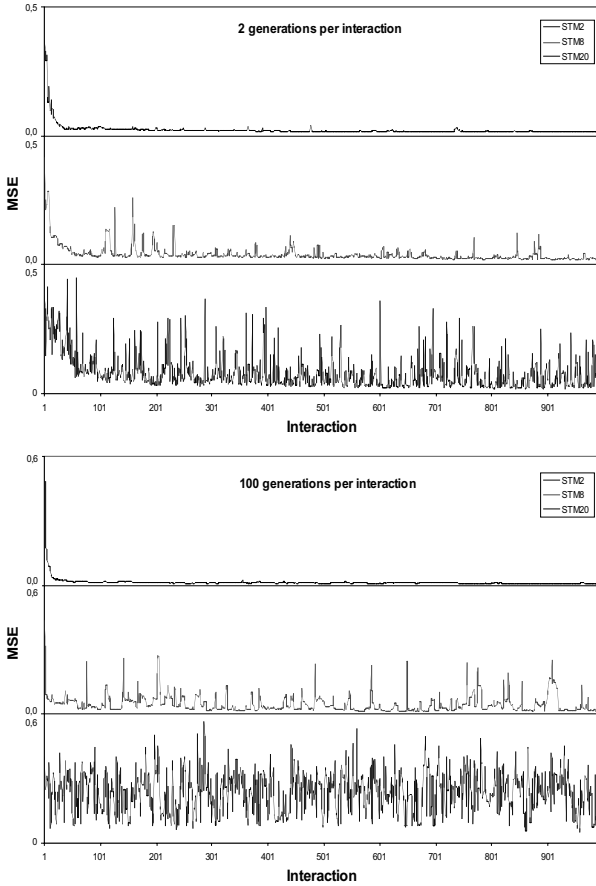 0,5
2 generations per interaction
STM2
STM8
STM20
0,0
0,5
MSE
0,0
0,5
0
1 101 201 301 401 501 601 701 801 901
Interaction
0,6
100 generations per interaction
STM2
STM8
STM20
0,0
0,6
MSE
0,0
0,6
0
1 101 201 301 401 501 601 701 801 901
Interaction